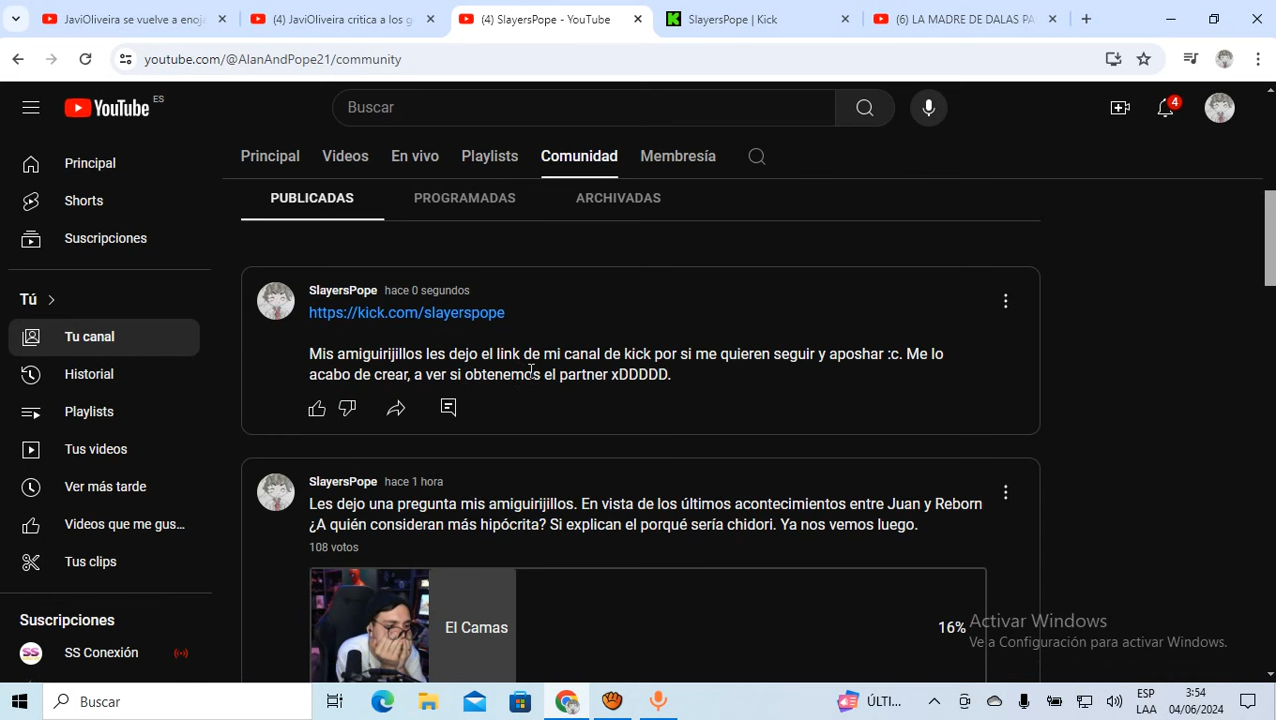 JaviOliveira se vuelve a enoja
(4) JaviOliveira critica a los g
(4) SlayersPope - YouTube
SlayersPope | Kick
(6) LA MADRE DE DALAS PA
youtube.com/@AlanAndPope21/community
YouTube ES
Buscar
4
Principal
Shorts
Suscripciones
Tú
Tu canal
Historial
Playlists
Tus videos
Ver más tarde
Videos que me gus...
Tus clips
Suscripciones
SS Conexión
Principal Videos En vivo Playlists Comunidad Membresía
PUBLICADAS PROGRAMADAS ARCHIVADAS
SlayersPope hace 0 segundos
https://kick.com/slayerspope
Mis amiguirijillos les dejo el link de mi canal de kick por si me quieren seguir y aposhar :c. Me lo
acabo de crear, a ver si obtenemos el partner xDDDDD.
SlayersPope hace 1 hora
Les dejo una pregunta mis amiguirijillos. En vista de los últimos acontecimientos entre Juan y Reborn
¿A quién consideran más hipócrita? Si explican el porqué sería chidori. Ya nos vemos luego.
108 votos
El Camas
16%
Activar Windows
Ve a Configuración para activar Windows.
Buscar
ÚLTI...
ESP
LAA
3:54
04/06/2024